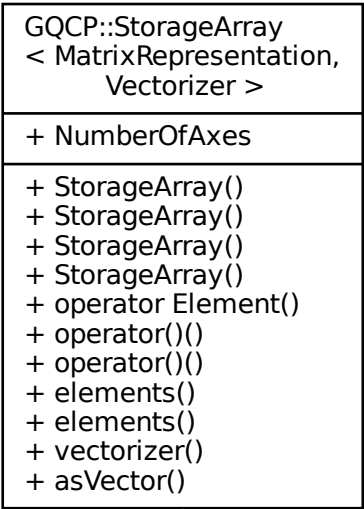 GQCP::StorageArray
< MatrixRepresentation,
Vectorizer >
+ NumberOfAxes
+ StorageArray()
+ StorageArray()
+ StorageArray()
+ StorageArray()
+ operator Element()
+ operator()()
+ operator()()
+ elements()
+ elements()
+ vectorizer()
+ asVector()